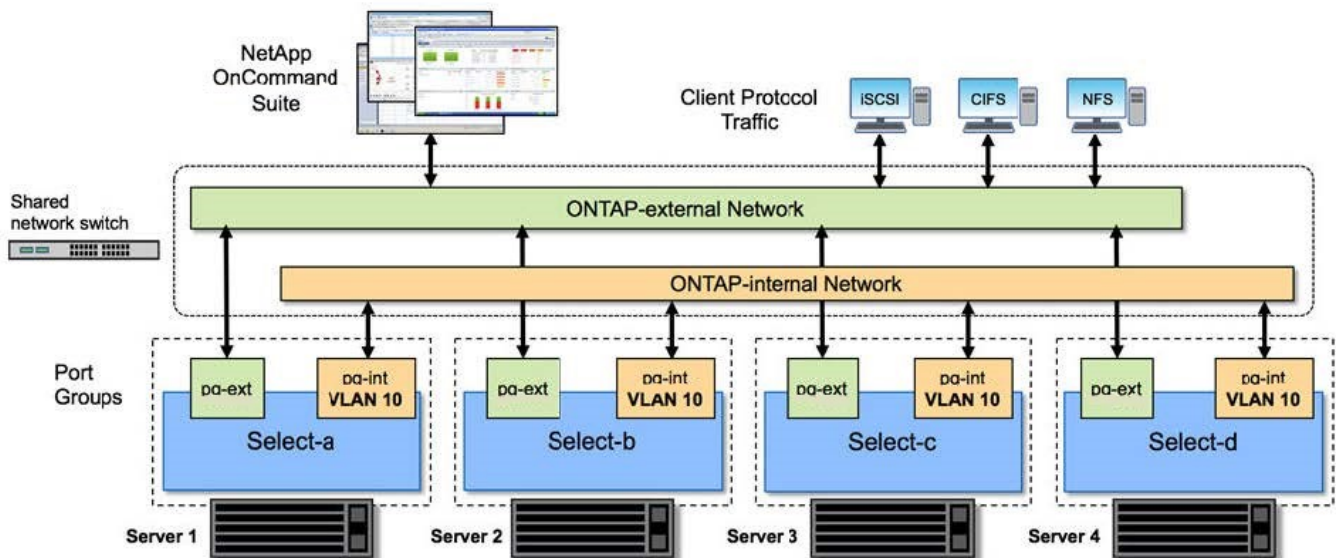 NetApp
OnCommand
Suite
Client Protocol
Traffic
iSCSI
CIFS
NFS
Shared
network switch
ONTAP-external Network
ONTAP-internal Network
Port
Groups
pg-ext
pg-int
VLAN 10
Select-a
pg-ext
pg-int
VLAN 10
Select-b
pg-ext
pg-int
VLAN 10
Select-c
pg-ext
pg-int
VLAN 10
Select-d
Server 1
Server 2
Server 3
Server 4